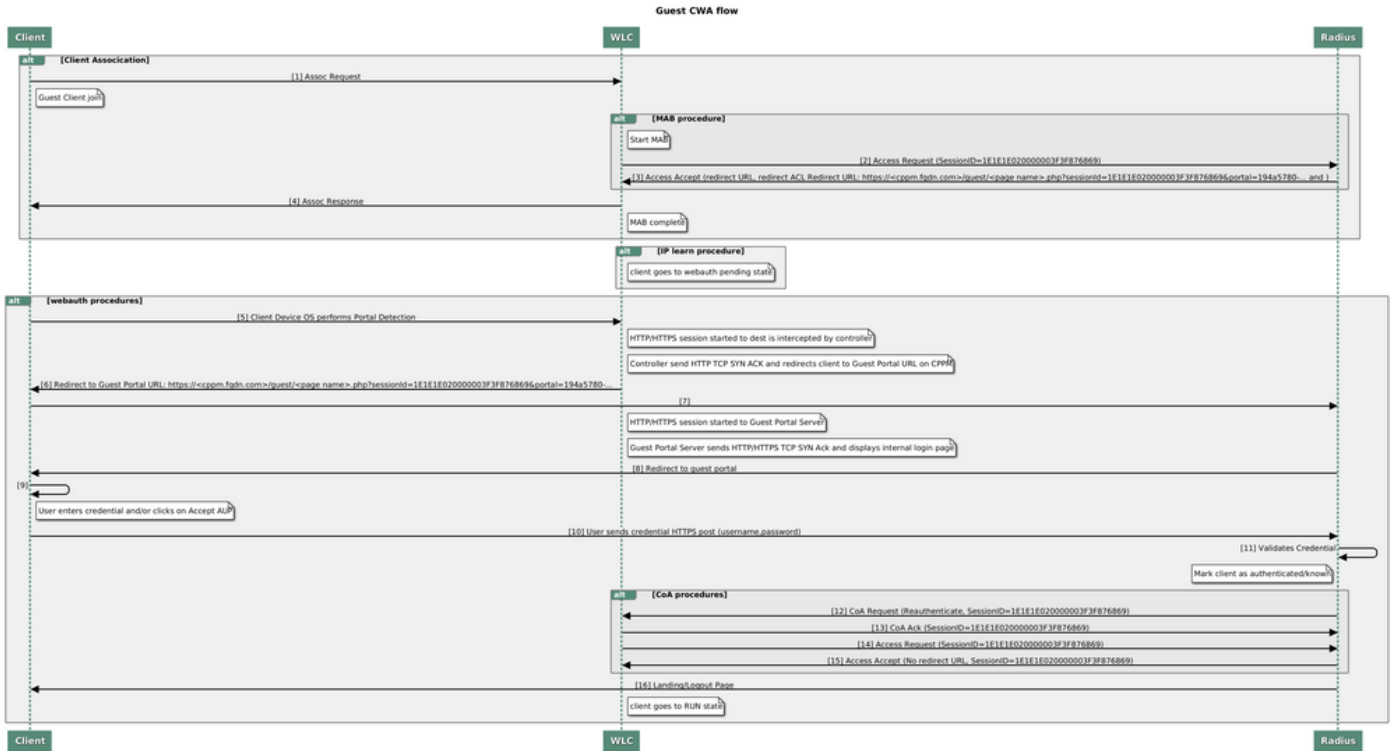 Guest CWA flow
Client
WLC
Radius
alt
[Client Association]
[1] Assoc Request
Guest Client join
alt
[MAB procedure]
Start MAB
[2] Access Request (SessionID=1E1E1E020000003F3F876869)
[3] Access Accept (redirect URL, redirect ACL Redirect URL: https://<cppm.fqdn.com>/guest/<page name>.php?sessionId=1E1E1E020000003F3F876869&portal=194a5780-... and )
[4] Assoc Response
MAB complete
alt
[IP learn procedure]
client goes to webauth pending state
alt
[webauth procedures]
[5] Client Device OS performs Portal Detection
HTTP/HTTPS session started to dest is intercepted by controller
Controller send HTTP TCP SYN ACK and redirects client to Guest Portal URL on CPPM
[6] Redirect to Guest Portal URL: https://<cppm.fqdn.com>/guest/<page name>.php?sessionId=1E1E1E020000003F3F876869&portal=194a5780-...
[7]
HTTP/HTTPS session started to Guest Portal Server
Guest Portal Server sends HTTP/HTTPS TCP SYN Ack and displays internal login page
[8] Redirect to guest portal
[9]
User enters credential and/or clicks on Accept AUP
[10] User sends credential HTTPS post (username,password)
[11] Validates Credential
Mark client as authenticated/known
alt
[CoA procedures]
[12] CoA Request (Reauthenticate, SessionID=1E1E1E020000003F3F876869)
[13] CoA Ack (SessionID=1E1E1E020000003F3F876869)
[14] Access Request (SessionID=1E1E1E020000003F3F876869)
[15] Access Accept (No redirect URL, SessionID=1E1E1E020000003F3F876869)
[16] Landing/Logout Page
client goes to RUN state
Client
WLC
Radius